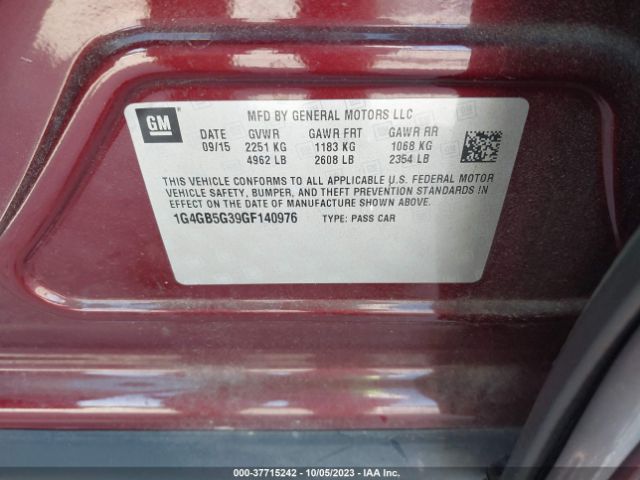 GM
MFD BY GENERAL MOTORS LLC
DATE GVWR GAWR FRT GAWR RR
09/15 2251 KG 1183 KG 1068 KG
4962 LB 2608 LB 2354 LB
THIS VEHICLE CONFORMS TO ALL APPLICABLE U.S. FEDERAL MOTOR
VEHICLE SAFETY, BUMPER, AND THEFT PREVENTION STANDARDS IN
EFFECT ON THE DATE OF MANUFACTURE SHOWN ABOVE.
1G4GB5G39GF140976 TYPE: PASS CAR
000-37715242 - 10/05/2023 - IAA Holdings, LLC.